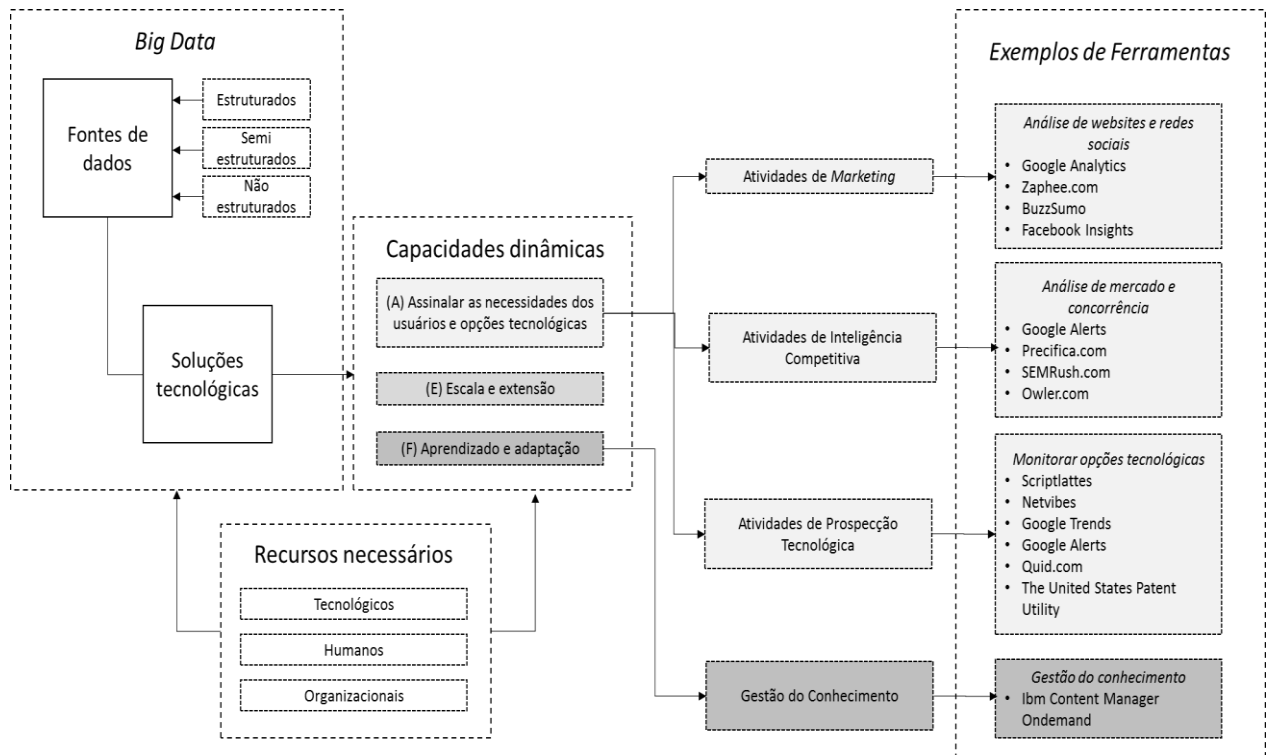 Big Data
Fontes de
dados
Estruturados
Semi
estruturados
Não
estruturados
Soluções
tecnológicas
Capacidades dinâmicas
(A) Assinalar as necessidades dos
usuários e opções tecnológicas
(E) Escala e extensão
(F) Aprendizado e adaptação
Recursos necessários
Tecnológicos
Humanos
Organizacionais
Atividades de Marketing
Atividades de Inteligência
Competitiva
Atividades de Prospecção
Tecnológica
Gestão do Conhecimento
Exemplos de Ferramentas
Análise de websites e redes
sociais
• Google Analytics
• Zaphee.com
• BuzzSumo
• Facebook Insights
Análise de mercado e
concorrência
• Google Alerts
• Precifica.com
• SEMRush.com
• Owler.com
Monitorar opções tecnológicas
• Scriptlattes
• Netvibes
• Google Trends
• Google Alerts
• Quid.com
• The United States Patent
Utility
Gestão do conhecimento
• Ibm Content Manager
Ondemand